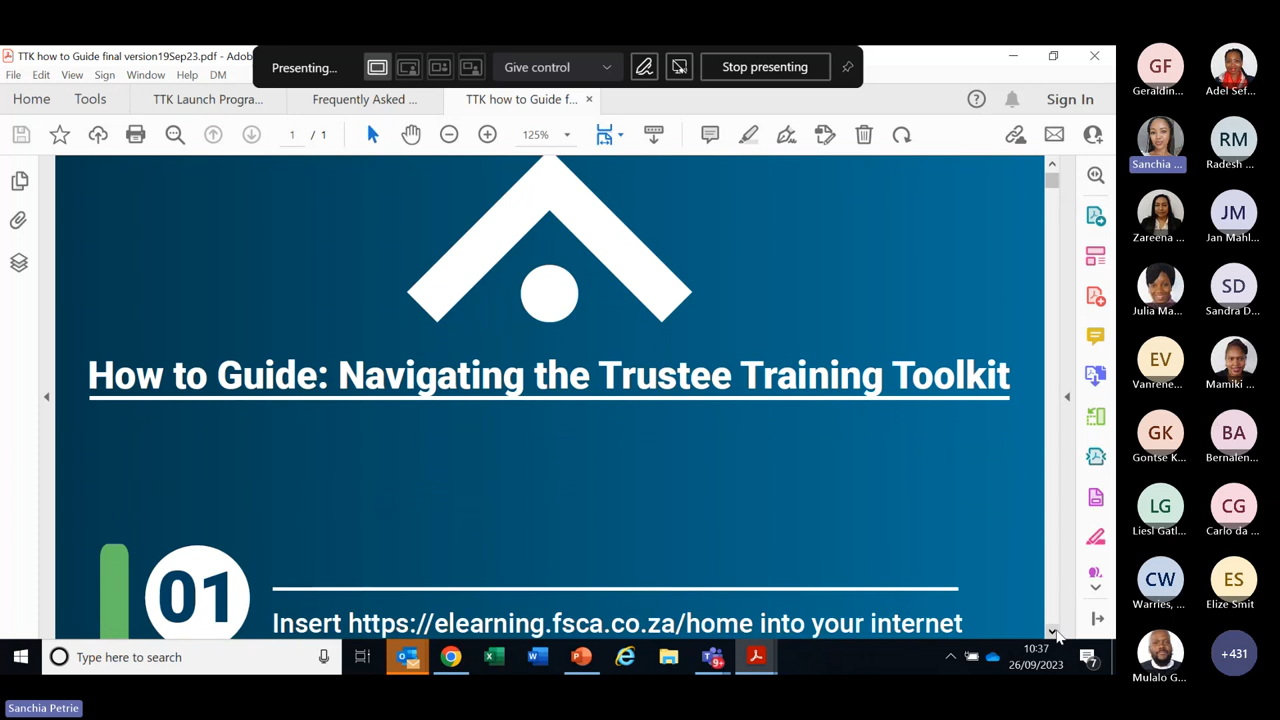 TTK how to Guide final version19Sep23.pdf - Adob
Presenting...
Give control
Stop presenting
File Edit View Sign Window Help DM
Home Tools TTK Launch Progra... Frequently Asked ... TTK how to Guide f... Sign In
1 / 1
125%
How to Guide: Navigating the Trustee Training Toolkit
01
Insert https://elearning.fsca.co.za/home into your internet
Type here to search
9+
10:37
26/09/2023
7
GF
Geraldin...
Adel Sef...
Sanchia ...
RM
Radesh ...
Zareena ...
JM
Jan Mahl...
Julia Ma...
SD
Sandra D...
EV
Vanrene...
Mamiki ...
GK
Gontse K...
BA
Bernalen...
LG
Liesl Gatl...
CG
Carlo da ...
CW
Warries, ...
ES
Elize Smit
Mulalo G...
+431
Sanchia Petrie